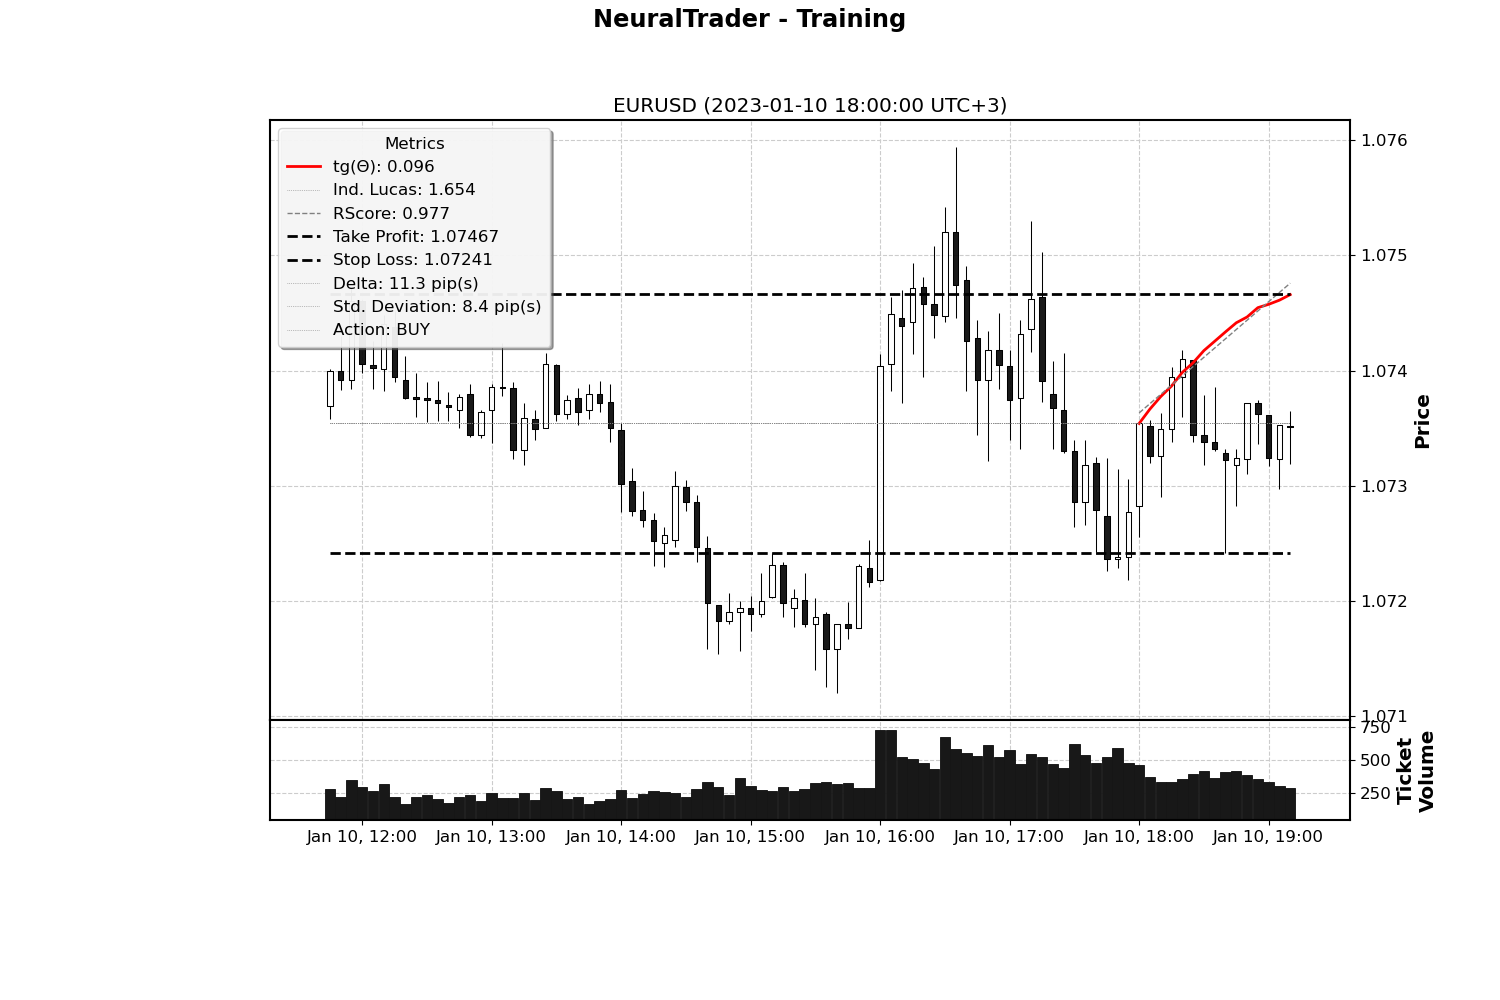 NeuralTrader - Training
EURUSD (2023-01-10 18:00:00 UTC+3)
Metrics
tg(Θ): 0.096
Ind. Lucas: 1.654
RScore: 0.977
Take Profit: 1.07467
Stop Loss: 1.07241
Delta: 11.3 pip(s)
Std. Deviation: 8.4 pip(s)
Action: BUY
1.076
1.075
1.074
1.073
1.072
1.071
Price
750
500
250
Ticket
Volume
Jan 10, 12:00
Jan 10, 13:00
Jan 10, 14:00
Jan 10, 15:00
Jan 10, 16:00
Jan 10, 17:00
Jan 10, 18:00
Jan 10, 19:00